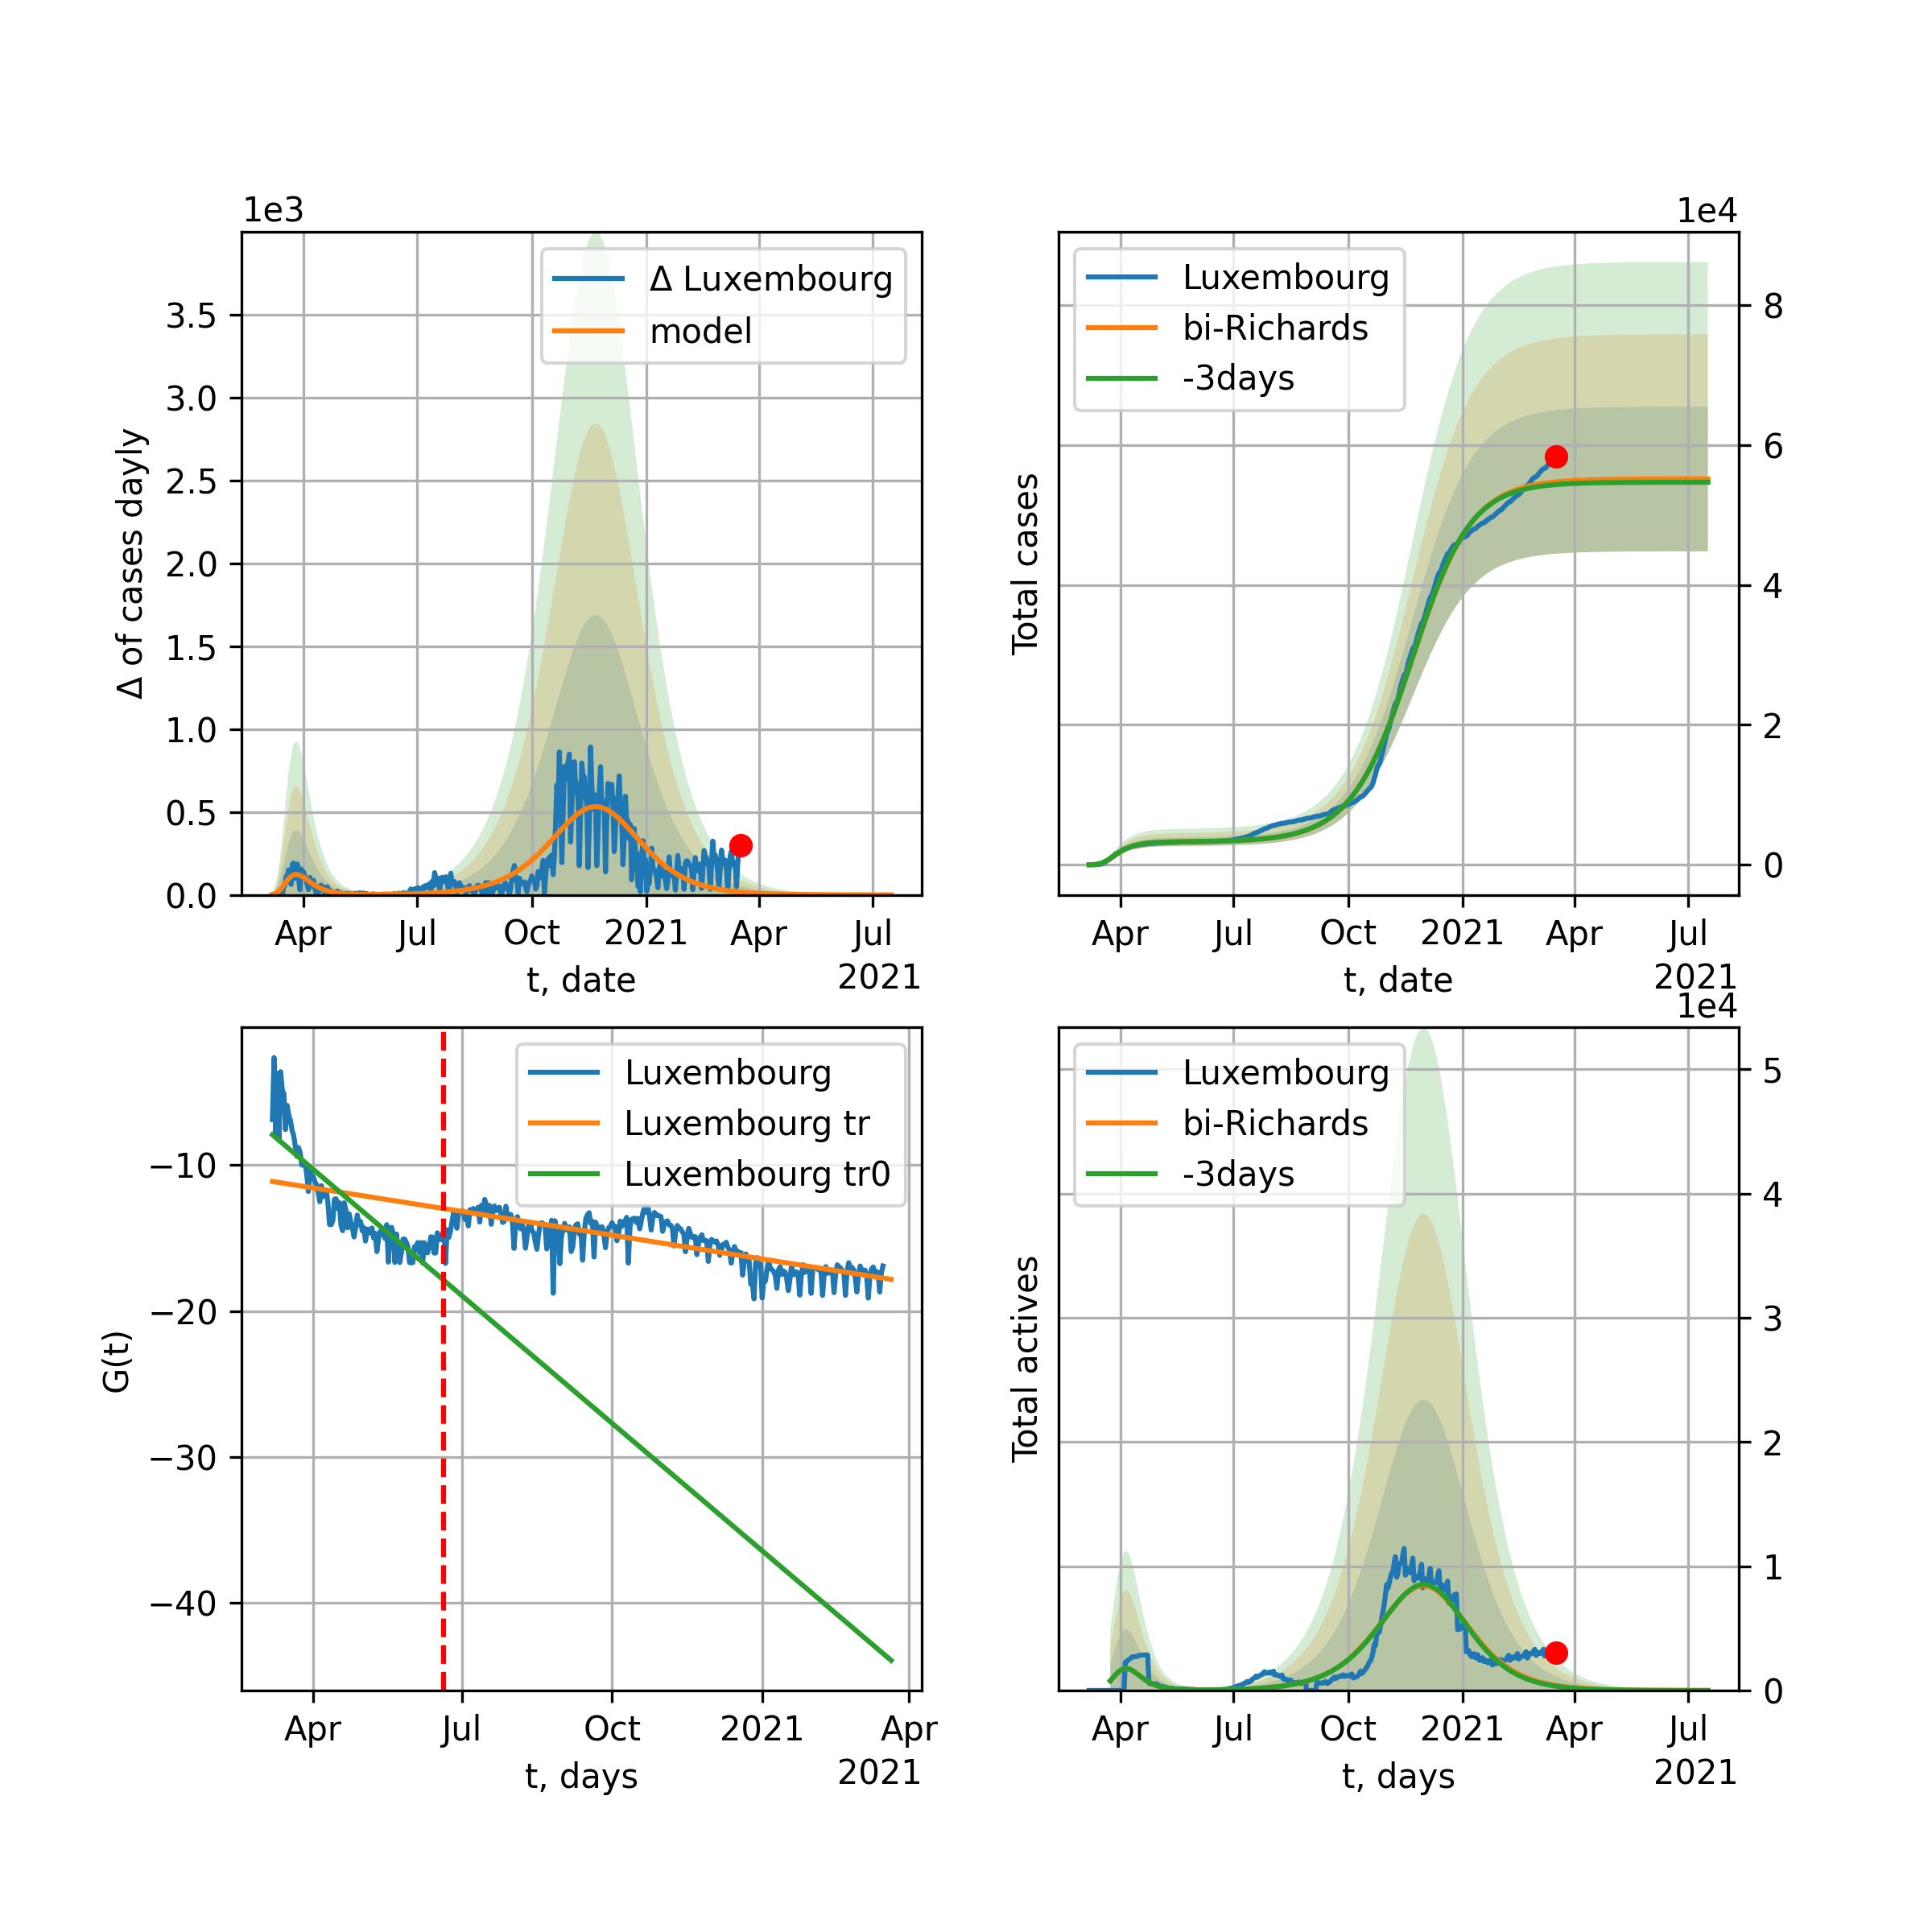 1e3
Δ of cases dayly
3.5
3.0
2.5
2.0
1.5
1.0
0.5
0.0
Δ Luxembourg
model
Apr Jul Oct 2021 Apr Jul
2021
t, date
1e4
Total cases
Luxembourg
bi-Richards
-3days
8
6
4
2
0
Apr Jul Oct 2021 Apr Jul
2021
t, date
G(t)
−10
−20
−30
−40
Luxembourg
Luxembourg tr
Luxembourg tr0
Apr Jul Oct 2021 Apr
2021
t, days
1e4
Total actives
Luxembourg
bi-Richards
-3days
5
4
3
2
1
0
Apr Jul Oct 2021 Apr Jul
2021
t, days